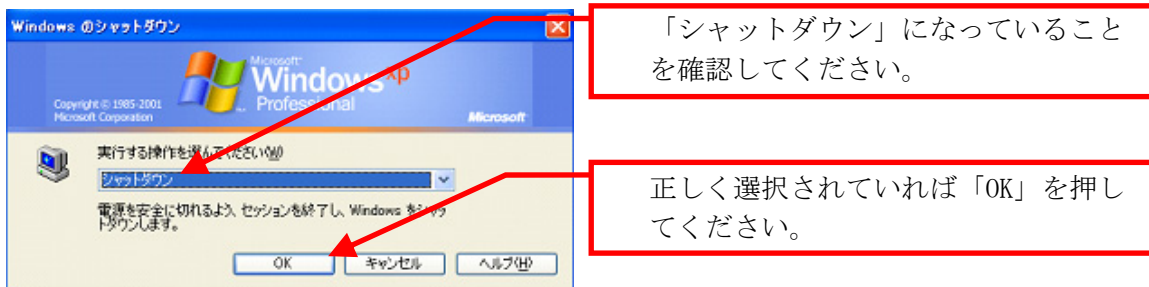 Windows のシャットダウン
Microsoft
Windows xp
Professional
Copyright © 1985-2001
Microsoft Corporation
Microsoft
実行する操作を選んでください(W)
シャットダウン
電源を安全に切れるよう、セッションを終了し、Windows をシャッ
トダウンします。
OK
キャンセル
ヘルプ(H)
「シャットダウン」になっていること
を確認してください。
正しく選択されていれば「OK」を押し
てください。